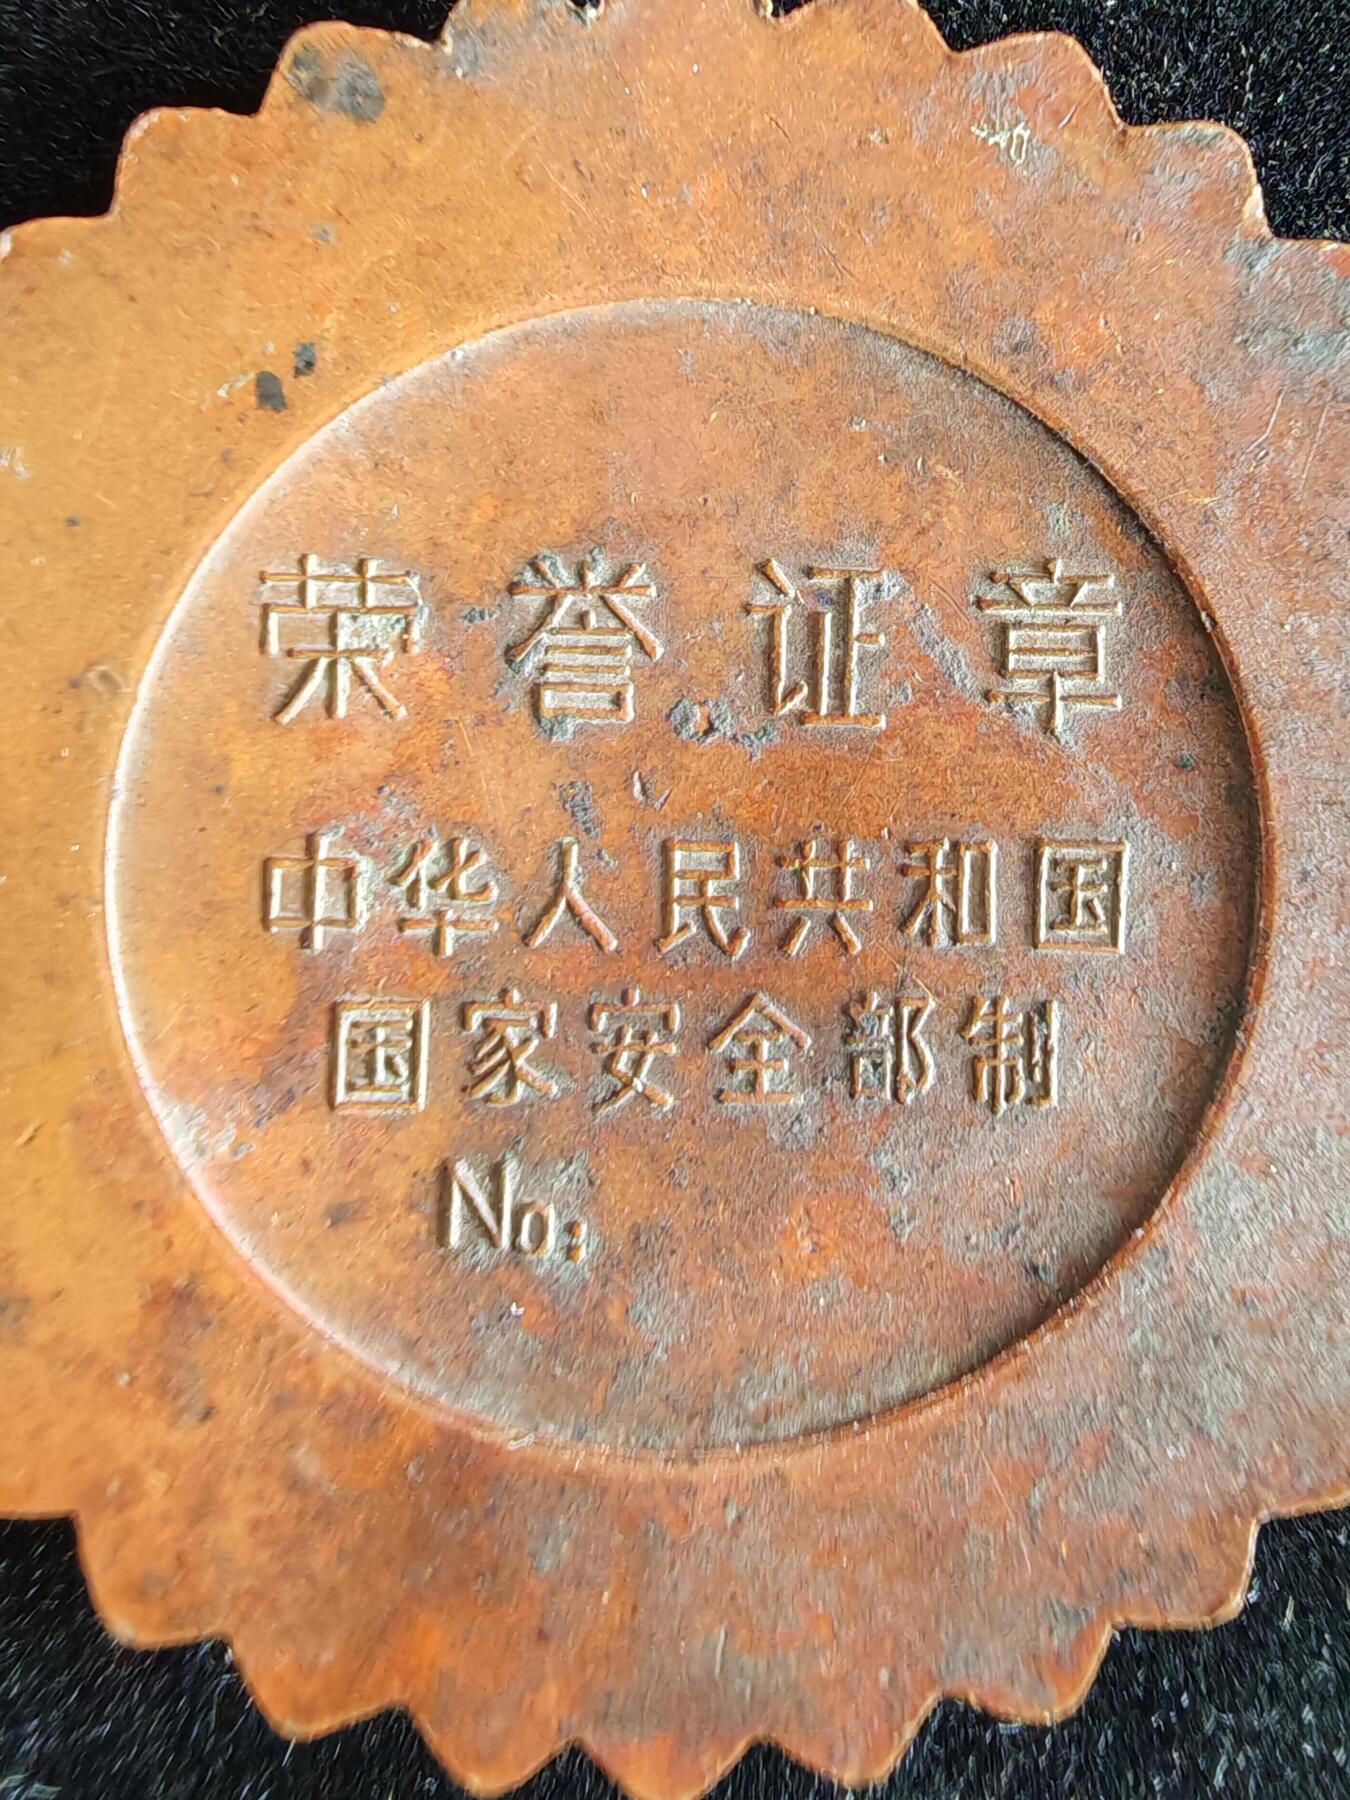 荣誉证章
中华人民共和国
国家安全部制
No: